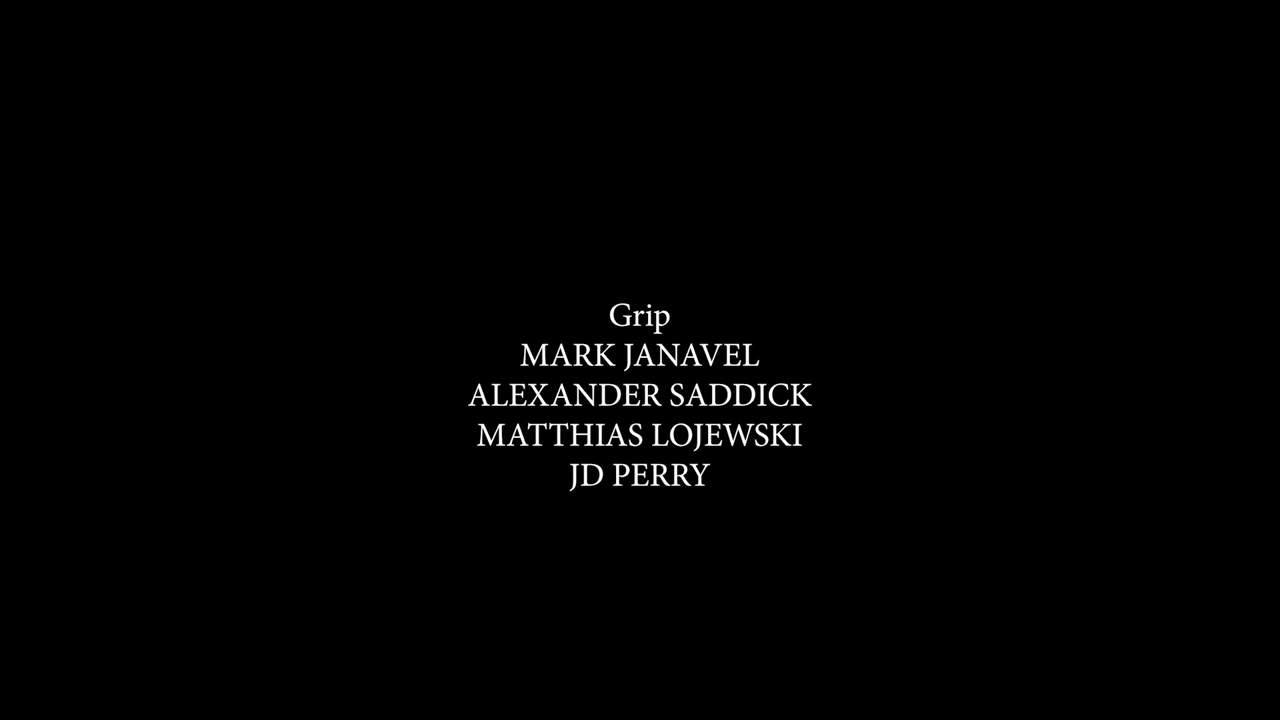 Grip
MARK JANAVEL
ALEXANDER SADDICK
MATTHIAS LOJEWSKI
JD PERRY